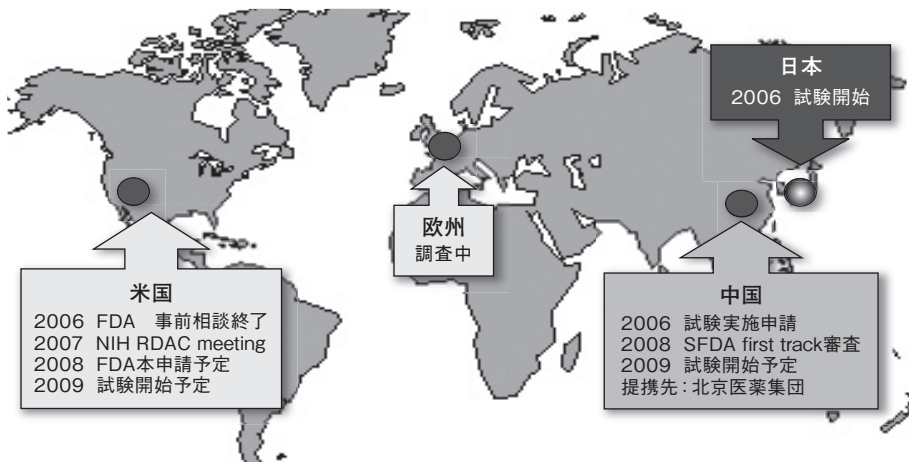 日本
2006 試験開始
欧州
調査中
米国
2006 FDA 事前相談終了
2007 NIH RDAC meeting
2008 FDA本申請予定
2009 試験開始予定
中国
2006 試験実施申請
2008 SFDA first track審査
2009 試験開始予定
提携先：北京医薬集団